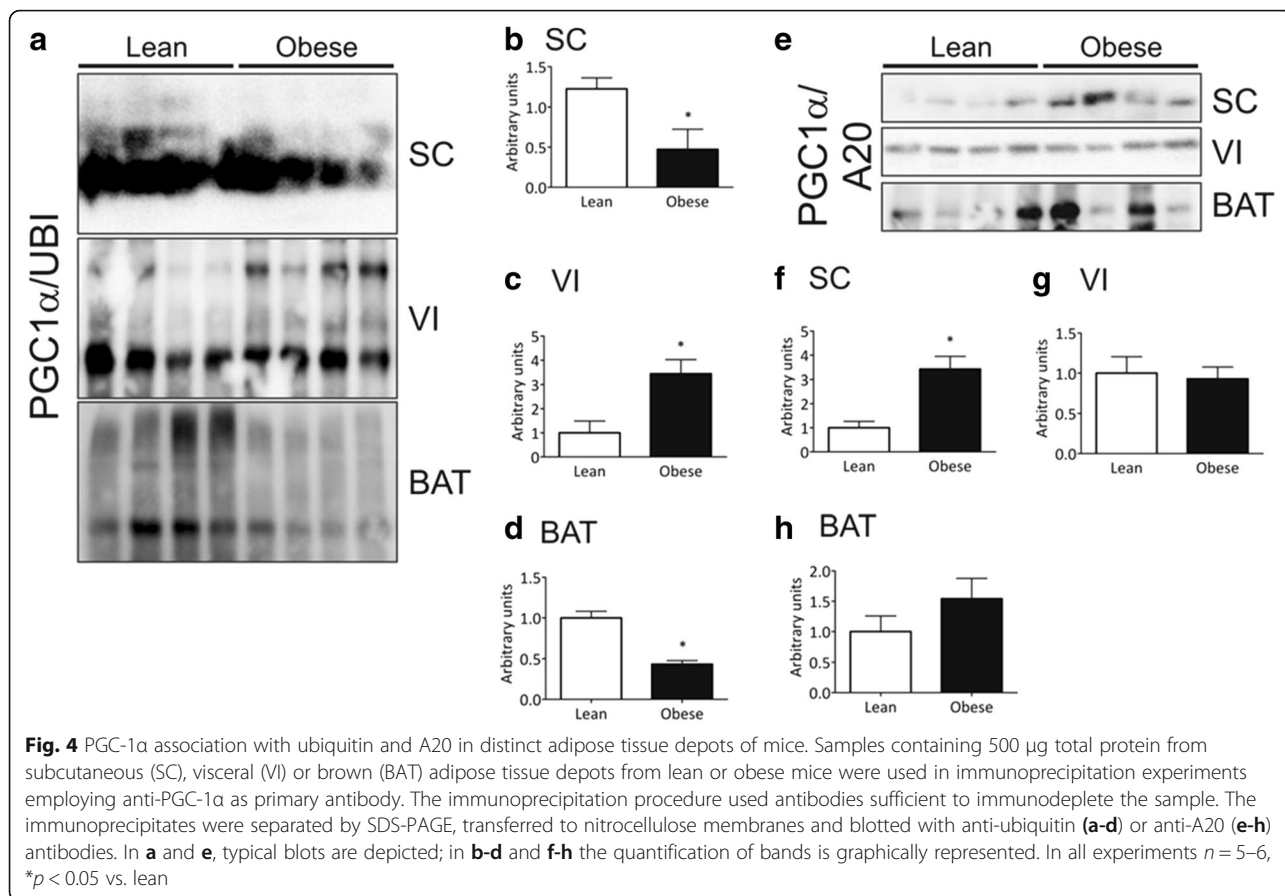 a
Lean Obese
PGC1α/UBI
SC
VI
BAT
b SC
Arbitrary units
1.5
1.0
0.5
0.0
*
Lean Obese
c VI
Arbitrary units
5
4
3
2
1
0
*
Lean Obese
d BAT
Arbitrary units
1.5
1.0
0.5
0.0
*
Lean Obese
e
Lean Obese
PGC1α/
A20
SC
VI
BAT
f SC
Arbitrary units
5
4
3
2
1
0
*
Lean Obese
g VI
Arbitrary units
1.5
1.0
0.5
0.0
Lean Obese
h BAT
Arbitrary units
2.0
1.5
1.0
0.5
0.0
Lean Obese
Fig. 4 PGC-1α association with ubiquitin and A20 in distinct adipose tissue depots of mice. Samples containing 500 μg total protein from
subcutaneous (SC), visceral (VI) or brown (BAT) adipose tissue depots from lean or obese mice were used in immunoprecipitation experiments
employing anti-PGC-1α as primary antibody. The immunoprecipitation procedure used antibodies sufficient to immunodeplete the sample. The
immunoprecipitates were separated by SDS-PAGE, transferred to nitrocellulose membranes and blotted with anti-ubiquitin (a-d) or anti-A20 (e-h)
antibodies. In a and e, typical blots are depicted; in b-d and f-h the quantification of bands is graphically represented. In all experiments n = 5–6,
*p < 0.05 vs. lean